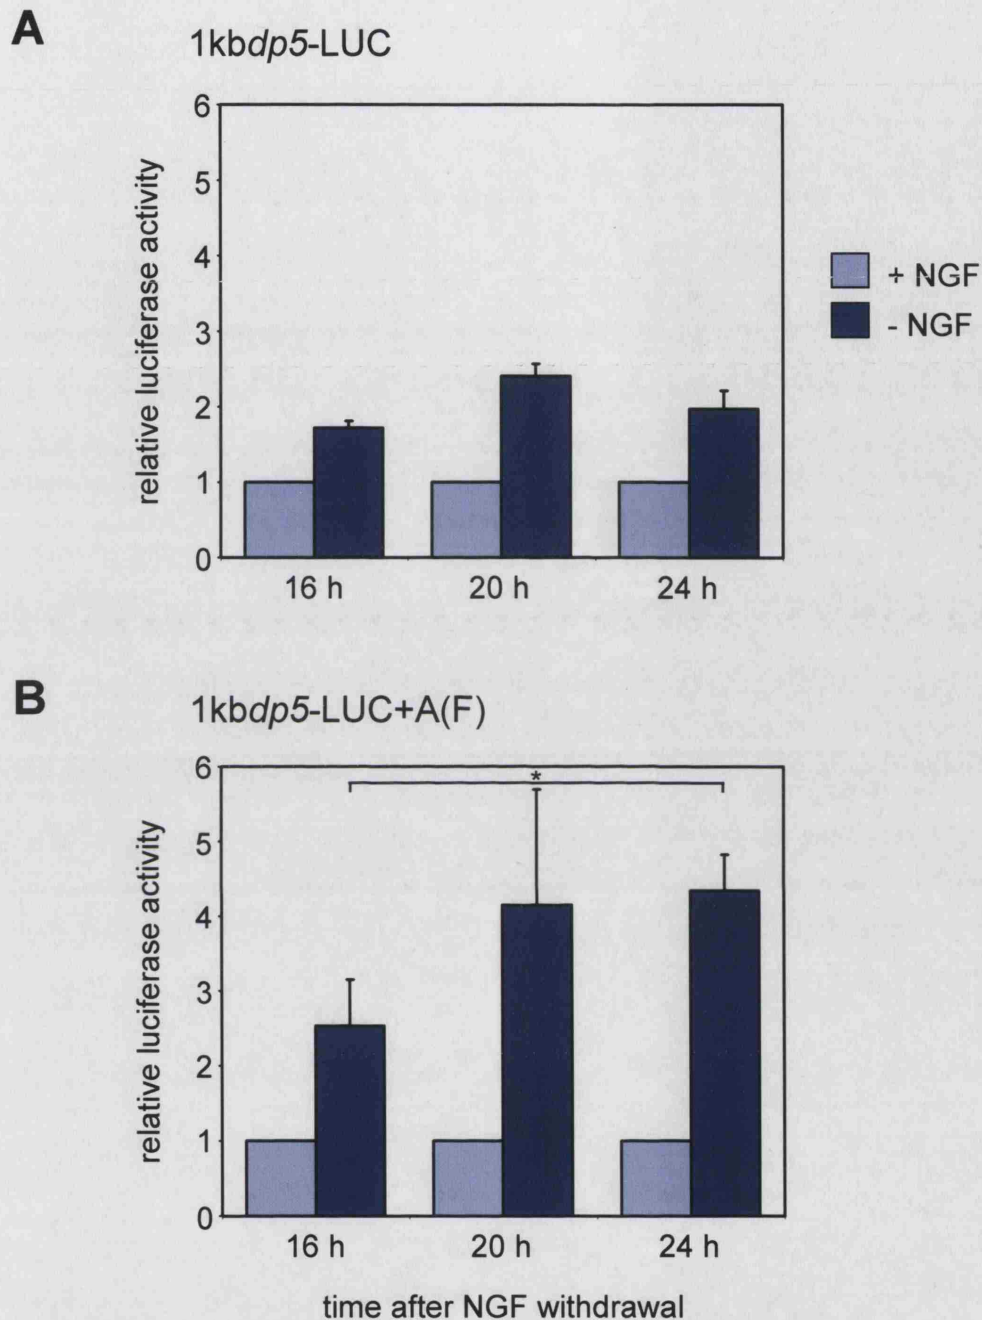 A
1kbdp5-LUC
6
5
4
3
2
1
0
relative luciferase activity
16 h
20 h
24 h
+ NGF
- NGF
B
1kbdp5-LUC+A(F)
6
5
4
3
2
1
0
relative luciferase activity
*
16 h
20 h
24 h
time after NGF withdrawal